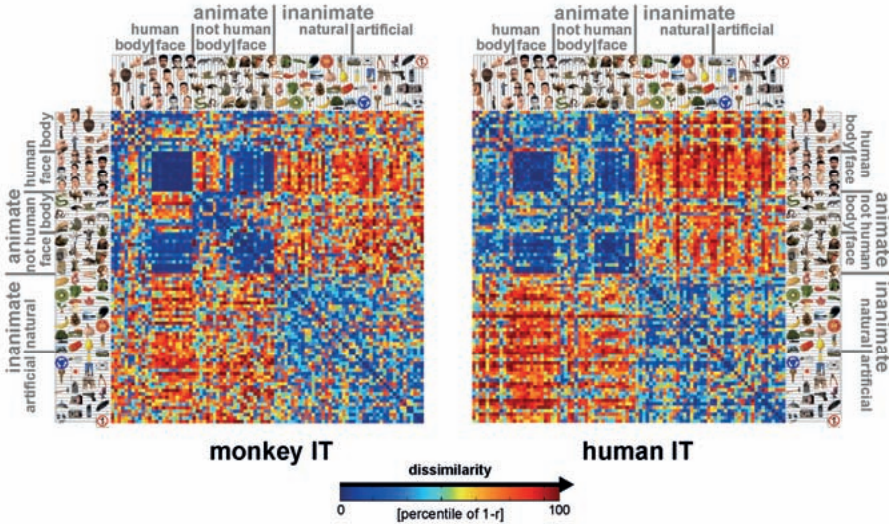 animate inanimate
human not human natural artificial
body face body face
animate inanimate
human not human natural artificial
body face body face
animate inanimate
human not human natural artificial
body face body face
human not human
body face body face
animate inanimate
natural artificial
monkey IT human IT
dissimilarity
0 [percentile of 1-r] 100